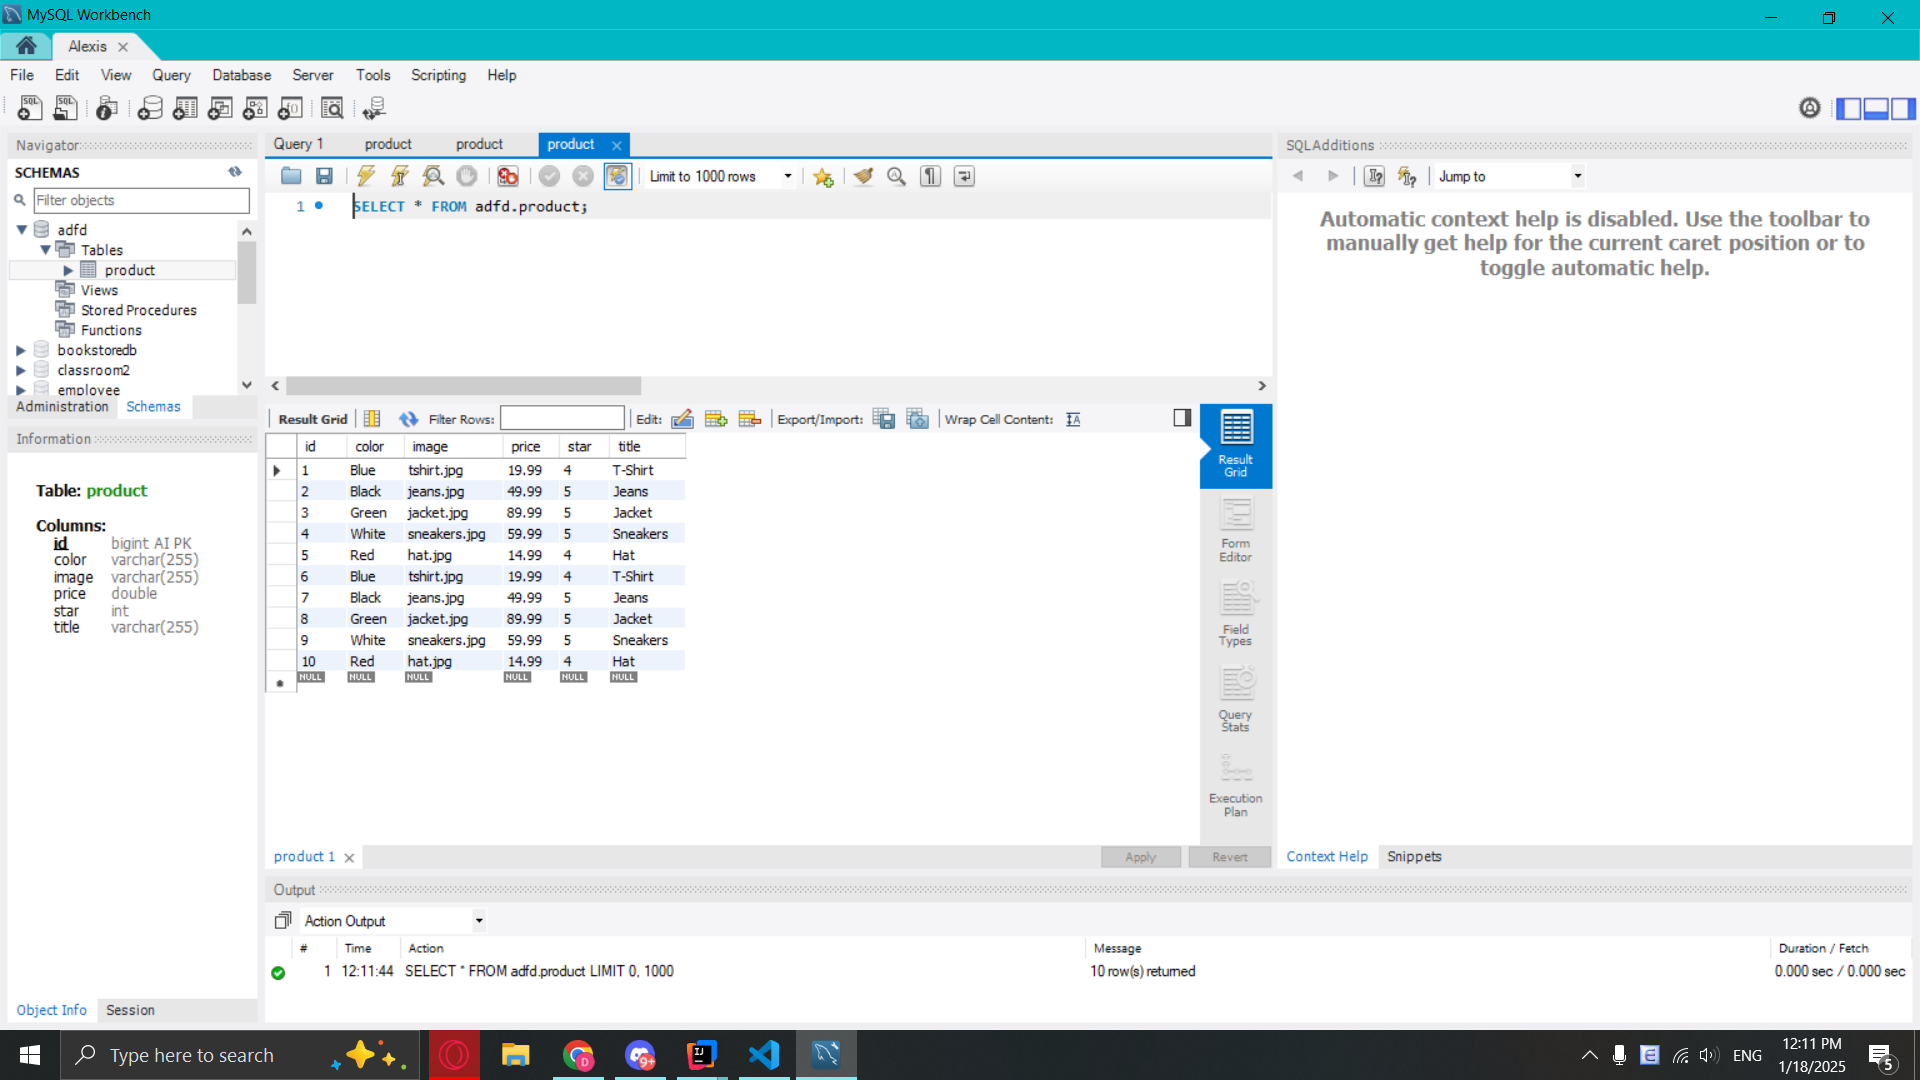 MySQL Workbench
Alexis
File Edit View Query Database Server Tools Scripting Help
Navigator
SCHEMAS
Filter objects
adfd
Tables
product
Views
Stored Procedures
Functions
bookstoredb
classroom2
employee
Administration Schemas
Information
Table: product
Columns:
id bigint AI PK
color varchar(255)
image varchar(255)
price double
star int
title varchar(255)
Object Info Session
Query 1 product product product
Limit to 1000 rows
1 SELECT * FROM adfd.product;
Result Grid Filter Rows: Edit: Export/Import: Wrap Cell Content:
id color image price star title
1 Blue tshirt.jpg 19.99 4 T-Shirt
2 Black jeans.jpg 49.99 5 Jeans
3 Green jacket.jpg 89.99 5 Jacket
4 White sneakers.jpg 59.99 5 Sneakers
5 Red hat.jpg 14.99 4 Hat
6 Blue tshirt.jpg 19.99 4 T-Shirt
7 Black jeans.jpg 49.99 5 Jeans
8 Green jacket.jpg 89.99 5 Jacket
9 White sneakers.jpg 59.99 5 Sneakers
10 Red hat.jpg 14.99 4 Hat
NULL NULL NULL NULL NULL NULL
Result
Grid
Form
Editor
Field
Types
Query
Stats
Execution
Plan
product 1 Apply Revert
SQLAdditions
Jump to
Automatic context help is disabled. Use the toolbar to
manually get help for the current caret position or to
toggle automatic help.
Context Help Snippets
Output
Action Output
# Time Action Message Duration / Fetch
1 12:11:44 SELECT * FROM adfd.product LIMIT 0, 1000 10 row(s) returned 0.000 sec / 0.000 sec
Type here to search
9+
ENG
12:11 PM
1/18/2025
5